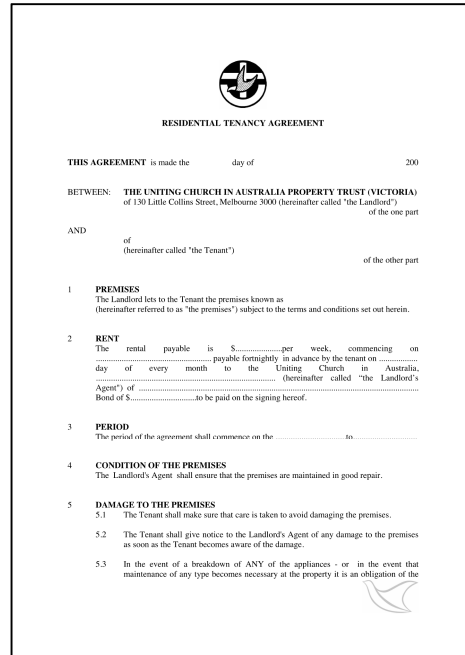 RESIDENTIAL TENANCY AGREEMENT
THIS AGREEMENT is made the day of 200
BETWEEN: THE UNITING CHURCH IN AUSTRALIA PROPERTY TRUST (VICTORIA)
of 130 Little Collins Street, Melbourne 3000 (hereinafter called "the Landlord")
of the one part
AND
of
(hereinafter called "the Tenant")
of the other part
1 PREMISES
The Landlord lets to the Tenant the premises known as
(hereinafter referred to as "the premises") subject to the terms and conditions set out herein.
2 RENT
The rental payable is $....................per week, commencing on
.......................................... payable fortnightly in advance by the tenant on ...............
day of every month to the Uniting Church in Australia,
.................................................................. (hereinafter called "the Landlord's
Agent") of ........................................................................................................
Bond of $.........................to be paid on the signing hereof.
3 PERIOD
The period of the agreement shall commence on the ....................................to........................
4 CONDITION OF THE PREMISES
The Landlord's Agent shall ensure that the premises are maintained in good repair.
5 DAMAGE TO THE PREMISES
5.1 The Tenant shall make sure that care is taken to avoid damaging the premises.
5.2 The Tenant shall give notice to the Landlord's Agent of any damage to the premises
as soon as the Tenant becomes aware of the damage.
5.3 In the event of a breakdown of ANY of the appliances - or in the event that
maintenance of any type becomes necessary at the property it is an obligation of the